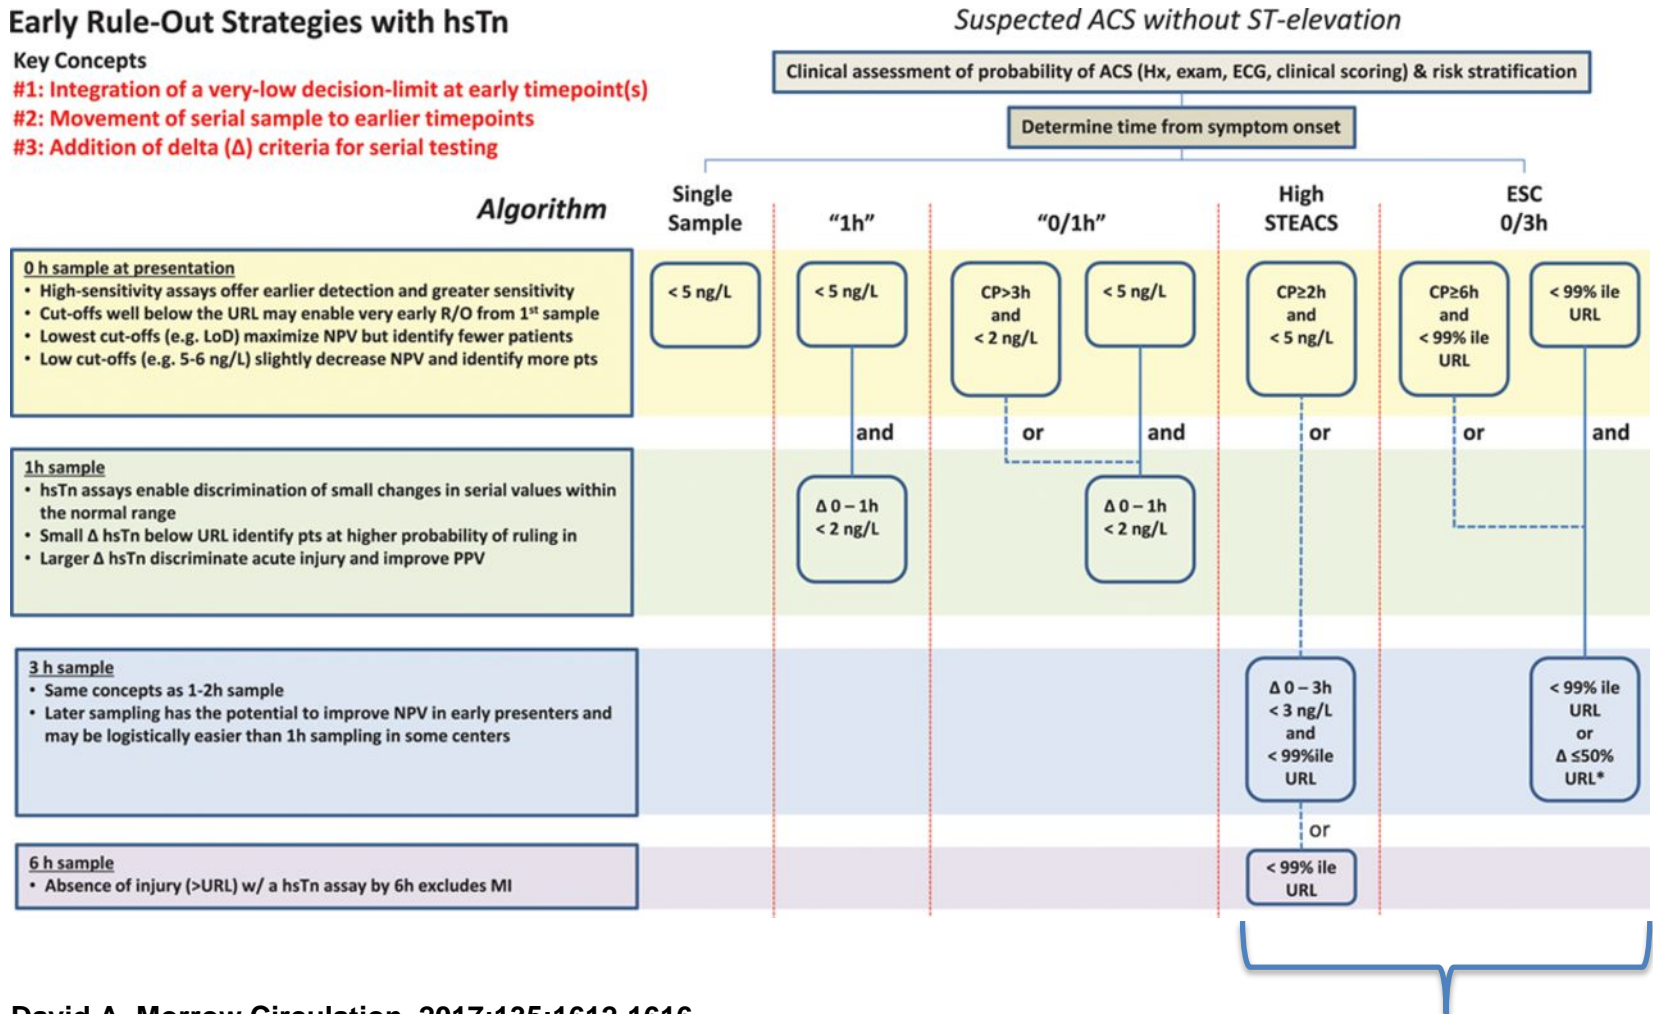 Early Rule-Out Strategies with hsTn
Suspected ACS without ST-elevation
Key Concepts
#1: Integration of a very-low decision-limit at early timepoint(s)
#2: Movement of serial sample to earlier timepoints
#3: Addition of delta (Δ) criteria for serial testing
Clinical assessment of probability of ACS (Hx, exam, ECG, clinical scoring) & risk stratification
Determine time from symptom onset
Algorithm
Single
Sample
"1h"
"0/1h"
High
STEACS
ESC
0/3h
0 h sample at presentation
• High-sensitivity assays offer earlier detection and greater sensitivity
• Cut-offs well below the URL may enable very early R/O from 1st sample
• Lowest cut-offs (e.g. LoD) maximize NPV but identify fewer patients
• Low cut-offs (e.g. 5-6 ng/L) slightly decrease NPV and identify more pts
< 5 ng/L
< 5 ng/L
CP>3h
and
< 2 ng/L
< 5 ng/L
CP≥2h
and
< 5 ng/L
CP≥6h
and
< 99% ile
URL
< 99% ile
URL
and
or
and
or
or
and
1h sample
• hsTn assays enable discrimination of small changes in serial values within
the normal range
• Small Δ hsTn below URL identify pts at higher probability of ruling in
• Larger Δ hsTn discriminate acute injury and improve PPV
Δ 0 – 1h
< 2 ng/L
Δ 0 – 1h
< 2 ng/L
3 h sample
• Same concepts as 1-2h sample
• Later sampling has the potential to improve NPV in early presenters and
may be logistically easier than 1h sampling in some centers
Δ 0 – 3h
< 3 ng/L
and
< 99%ile
URL
< 99% ile
URL
or
Δ ≤50%
URL*
or
6 h sample
• Absence of injury (>URL) w/ a hsTn assay by 6h excludes MI
< 99% ile
URL
David A. Morrow Circulation. 2017;135:1612-1616